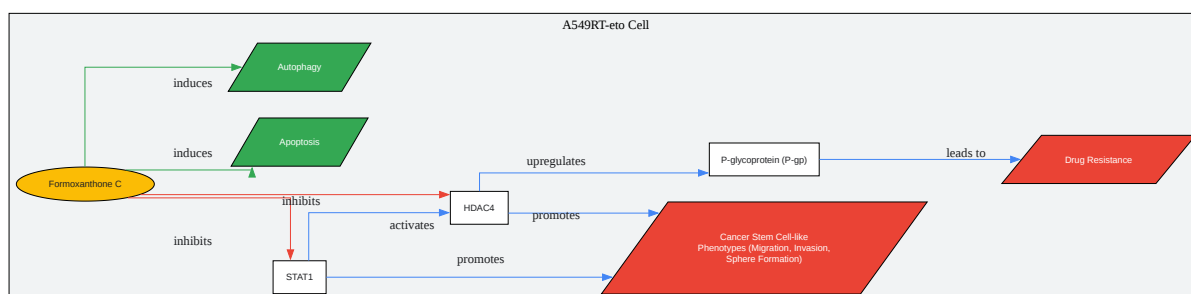 A549RT-eto Cell
Autophagy
induces
Apoptosis
induces
upregulates
P-glycoprotein (P-gp)
leads to
Drug Resistance
Formoxanthone C
inhibits
HDAC4
promotes
activates
inhibits
Cancer Stem Cell-like
Phenotypes (Migration, Invasion,
Sphere Formation)
promotes
STAT1